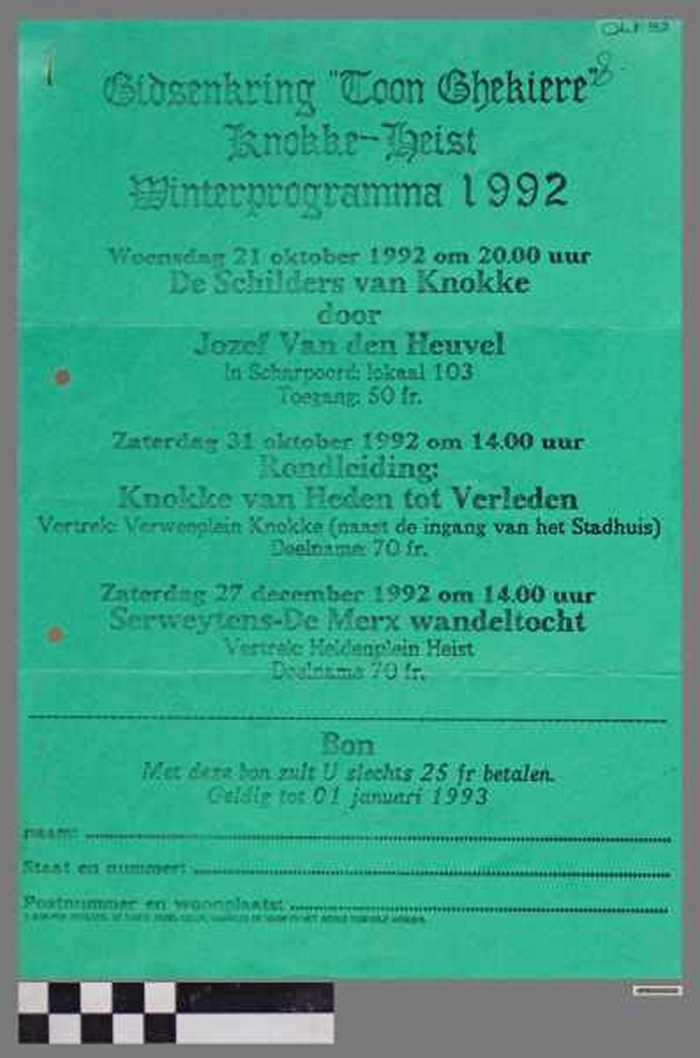 Gidsenkring "Toon Ghekiere"
Knokke-Heist
Winterprogramma 1992
Woensdag 21 oktober 1992 om 20.00 uur
De Schilders van Knokke
door
Jozef Van den Heuvel
In Scharpoord: lokaal 103
Toegang: 50 fr.
Zaterdag 31 oktober 1992 om 14.00 uur
Rondleiding:
Knokke van Heden tot Verleden
Vertrek: Verweeplein Knokke (naast de ingang van het Stadhuis)
Deelname: 70 fr.
Zaterdag 27 december 1992 om 14.00 uur
Serweytens-De Merx wandeltocht
Vertrek: Heldenplein Heist
Deelname 70 fr.
Bon
Met deze bon zult U slechts 25 fr betalen.
Geldig tot 01 januari 1993
naam:
Staat en nummer:
Postnummer en woonplaats: